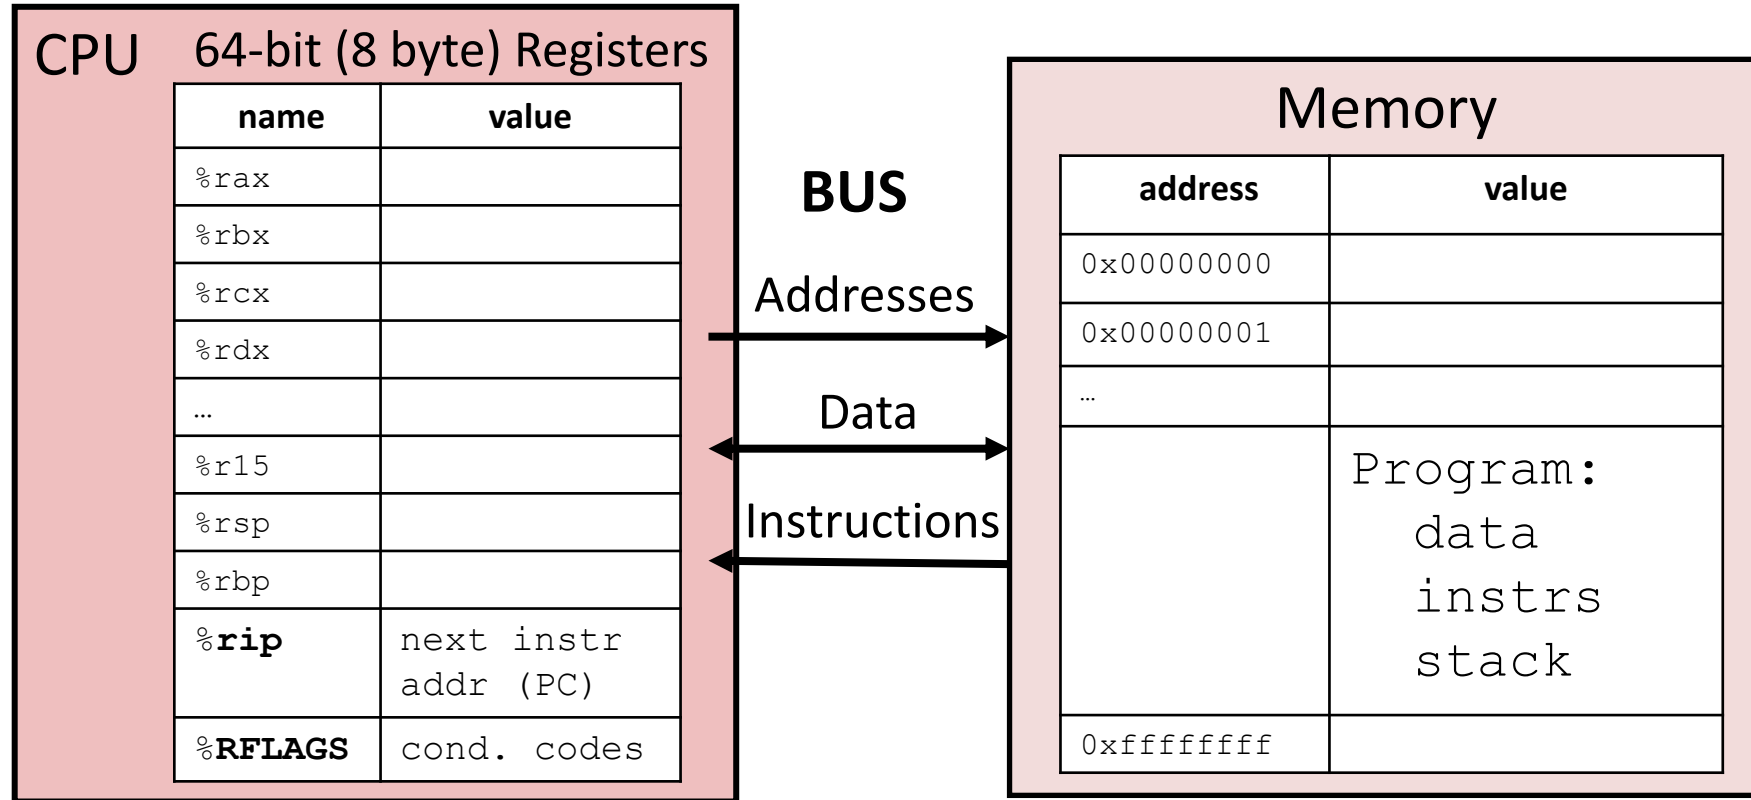 CPU 64-bit (8 byte) Registers
name value
%rax
%rbx
%rcx
%rdx
…
%r15
%rsp
%rbp
%rip next instr
addr (PC)
%RFLAGS cond. codes
BUS
Addresses
Data
Instructions
Memory
address value
0x00000000
0x00000001
…
Program:
data
instrs
stack
0xffffffff